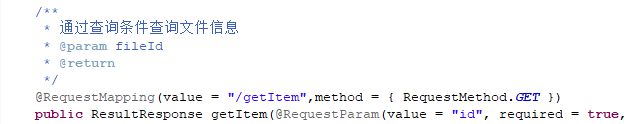 /**
 * 通过查询条件查询文件信息
 * @param fileId
 * @return
 */
@RequestMapping(value = "/getItem",method = { RequestMethod.GET })
public ResultResponse getItem(@RequestParam(value = "id", required = true,